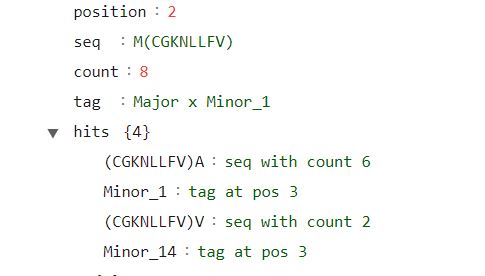 position : 2
seq : M(CGKNLLFV)
count : 8
tag : Major x Minor_1
hits {4}
(CGKNLLFV)A : seq with count 6
Minor_1 : tag at pos 3
(CGKNLLFV)V : seq with count 2
Minor_14 : tag at pos 3